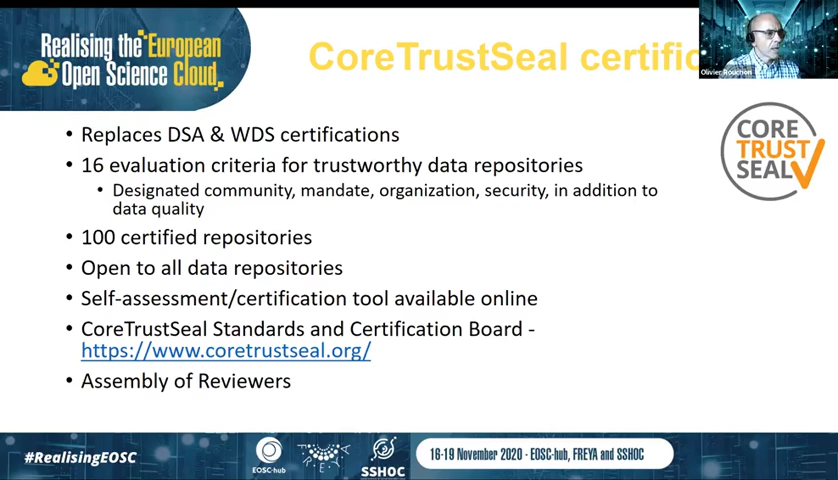 Realising the European
Open Science Cloud
CoreTrustSeal certific
Olivier Rouchon
CORE
TRUST
SEAL
• Replaces DSA & WDS certifications
• 16 evaluation criteria for trustworthy data repositories
• Designated community, mandate, organization, security, in addition to
data quality
• 100 certified repositories
• Open to all data repositories
• Self-assessment/certification tool available online
• CoreTrustSeal Standards and Certification Board -
https://www.coretrustseal.org/
• Assembly of Reviewers
#RealisingEOSC
EOSC-hub
FREYA
SSHOC
16-19 November 2020 - EOSC-hub, FREYA and SSHOC